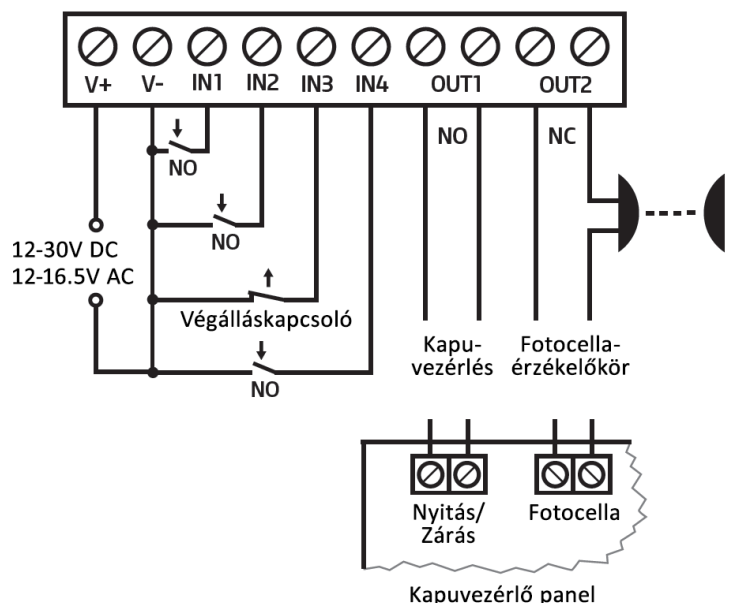 V+ V- IN1 IN2 IN3 IN4 OUT1 OUT2
NO NC
NO
NO
12-30V DC
12-16.5V AC
Végálláskapcsoló
NO
Kapu-
vezérlés
Fotocella-
érzékelőkör
Nyitás/
Zárás
Fotocella
Kapuvezérlő panel